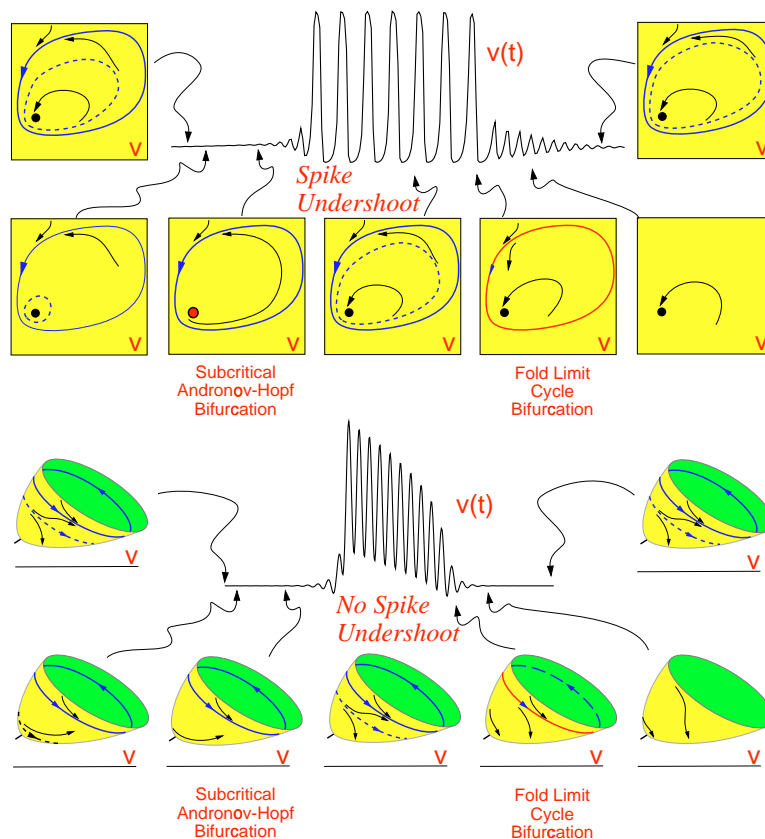 v(t)
V
V
Spike
Undershoot
V
V
V
V
V
Subcritical
Andronov-Hopf
Bifurcation
Fold Limit
Cycle
Bifurcation
v(t)
V
V
No Spike
Undershoot
V
V
V
V
V
Subcritical
Andronov-Hopf
Bifurcation
Fold Limit
Cycle
Bifurcation